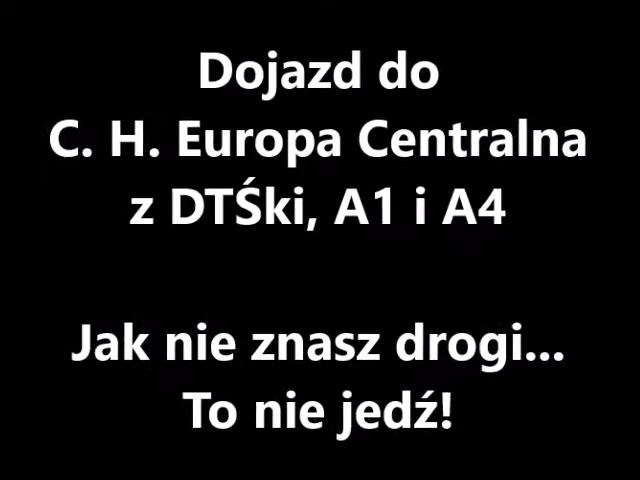 Dojazd do
C. H. Europa Centralna
z DTŚki, A1 i A4
Jak nie znasz drogi...
To nie jedź!